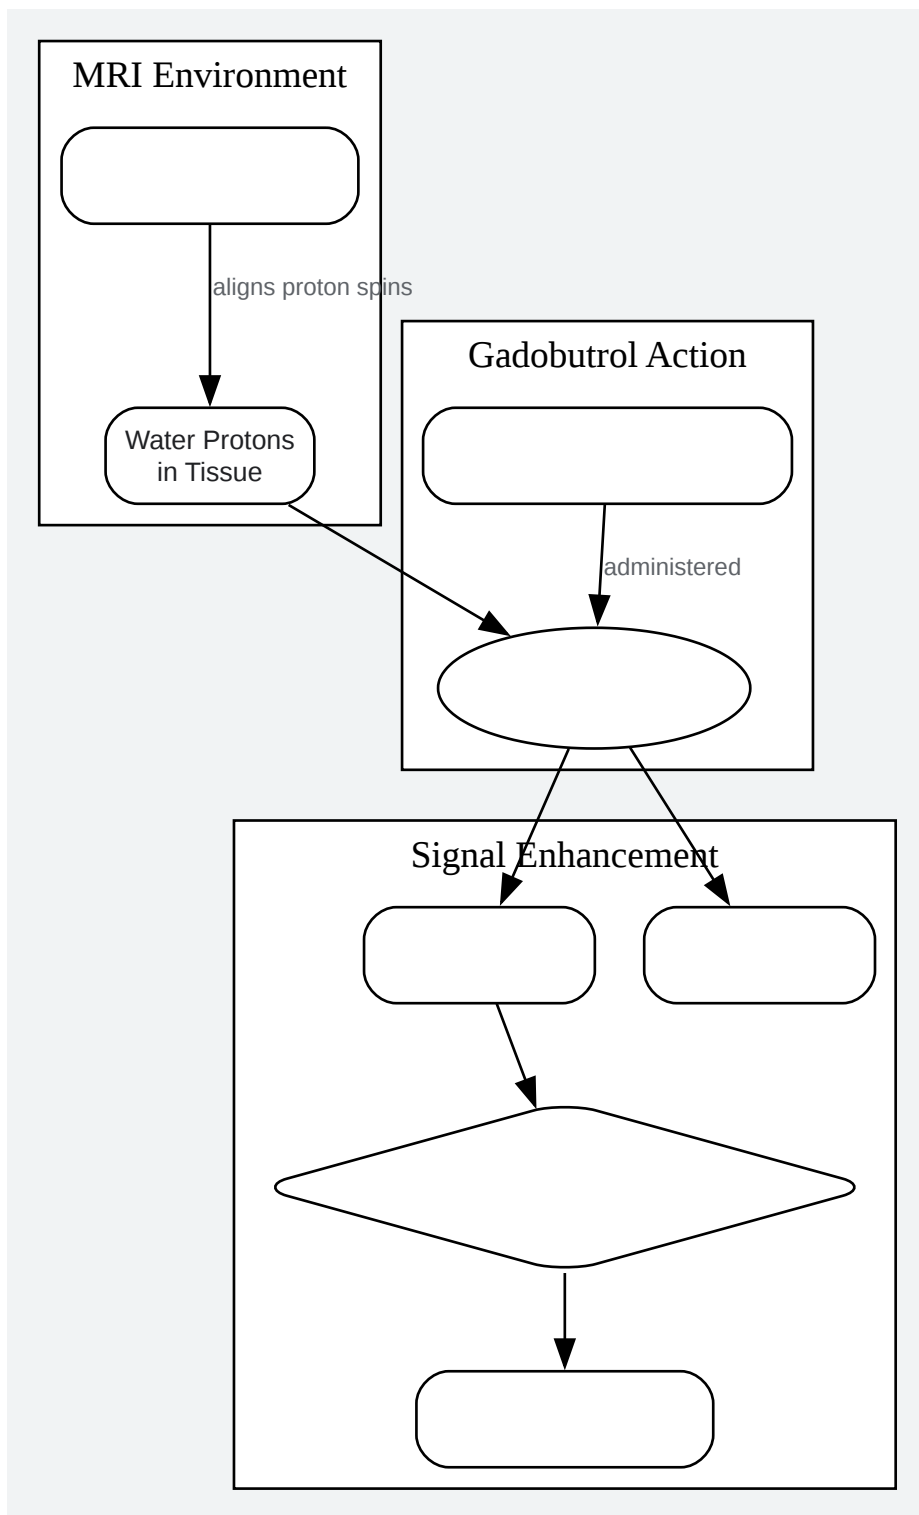 MRI Environment
aligns proton spins
Water Protons
in Tissue
Gadobutrol Action
administered
Signal Enhancement